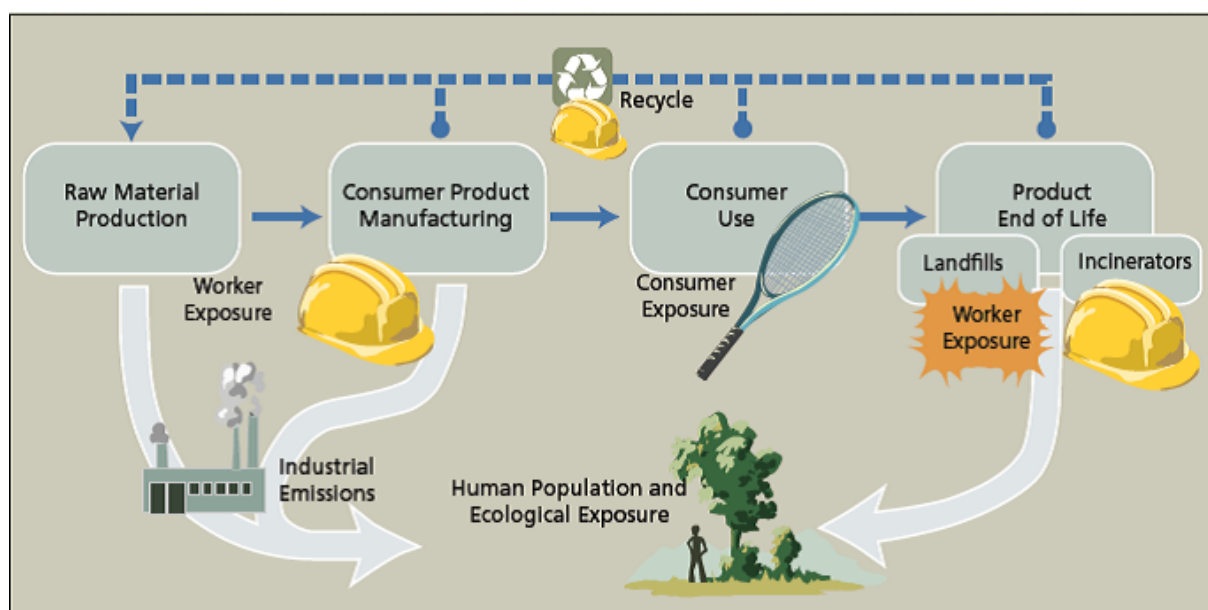 Recycle
Raw Material
Production
Consumer Product
Manufacturing
Consumer
Use
Product
End of Life
Landfills
Incinerators
Worker
Exposure
Consumer
Exposure
Worker
Exposure
Industrial
Emissions
Human Population and
Ecological Exposure